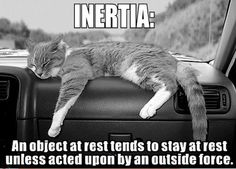 INERTIA:
An object at rest tends to stay at rest
unless acted upon by an outside force.